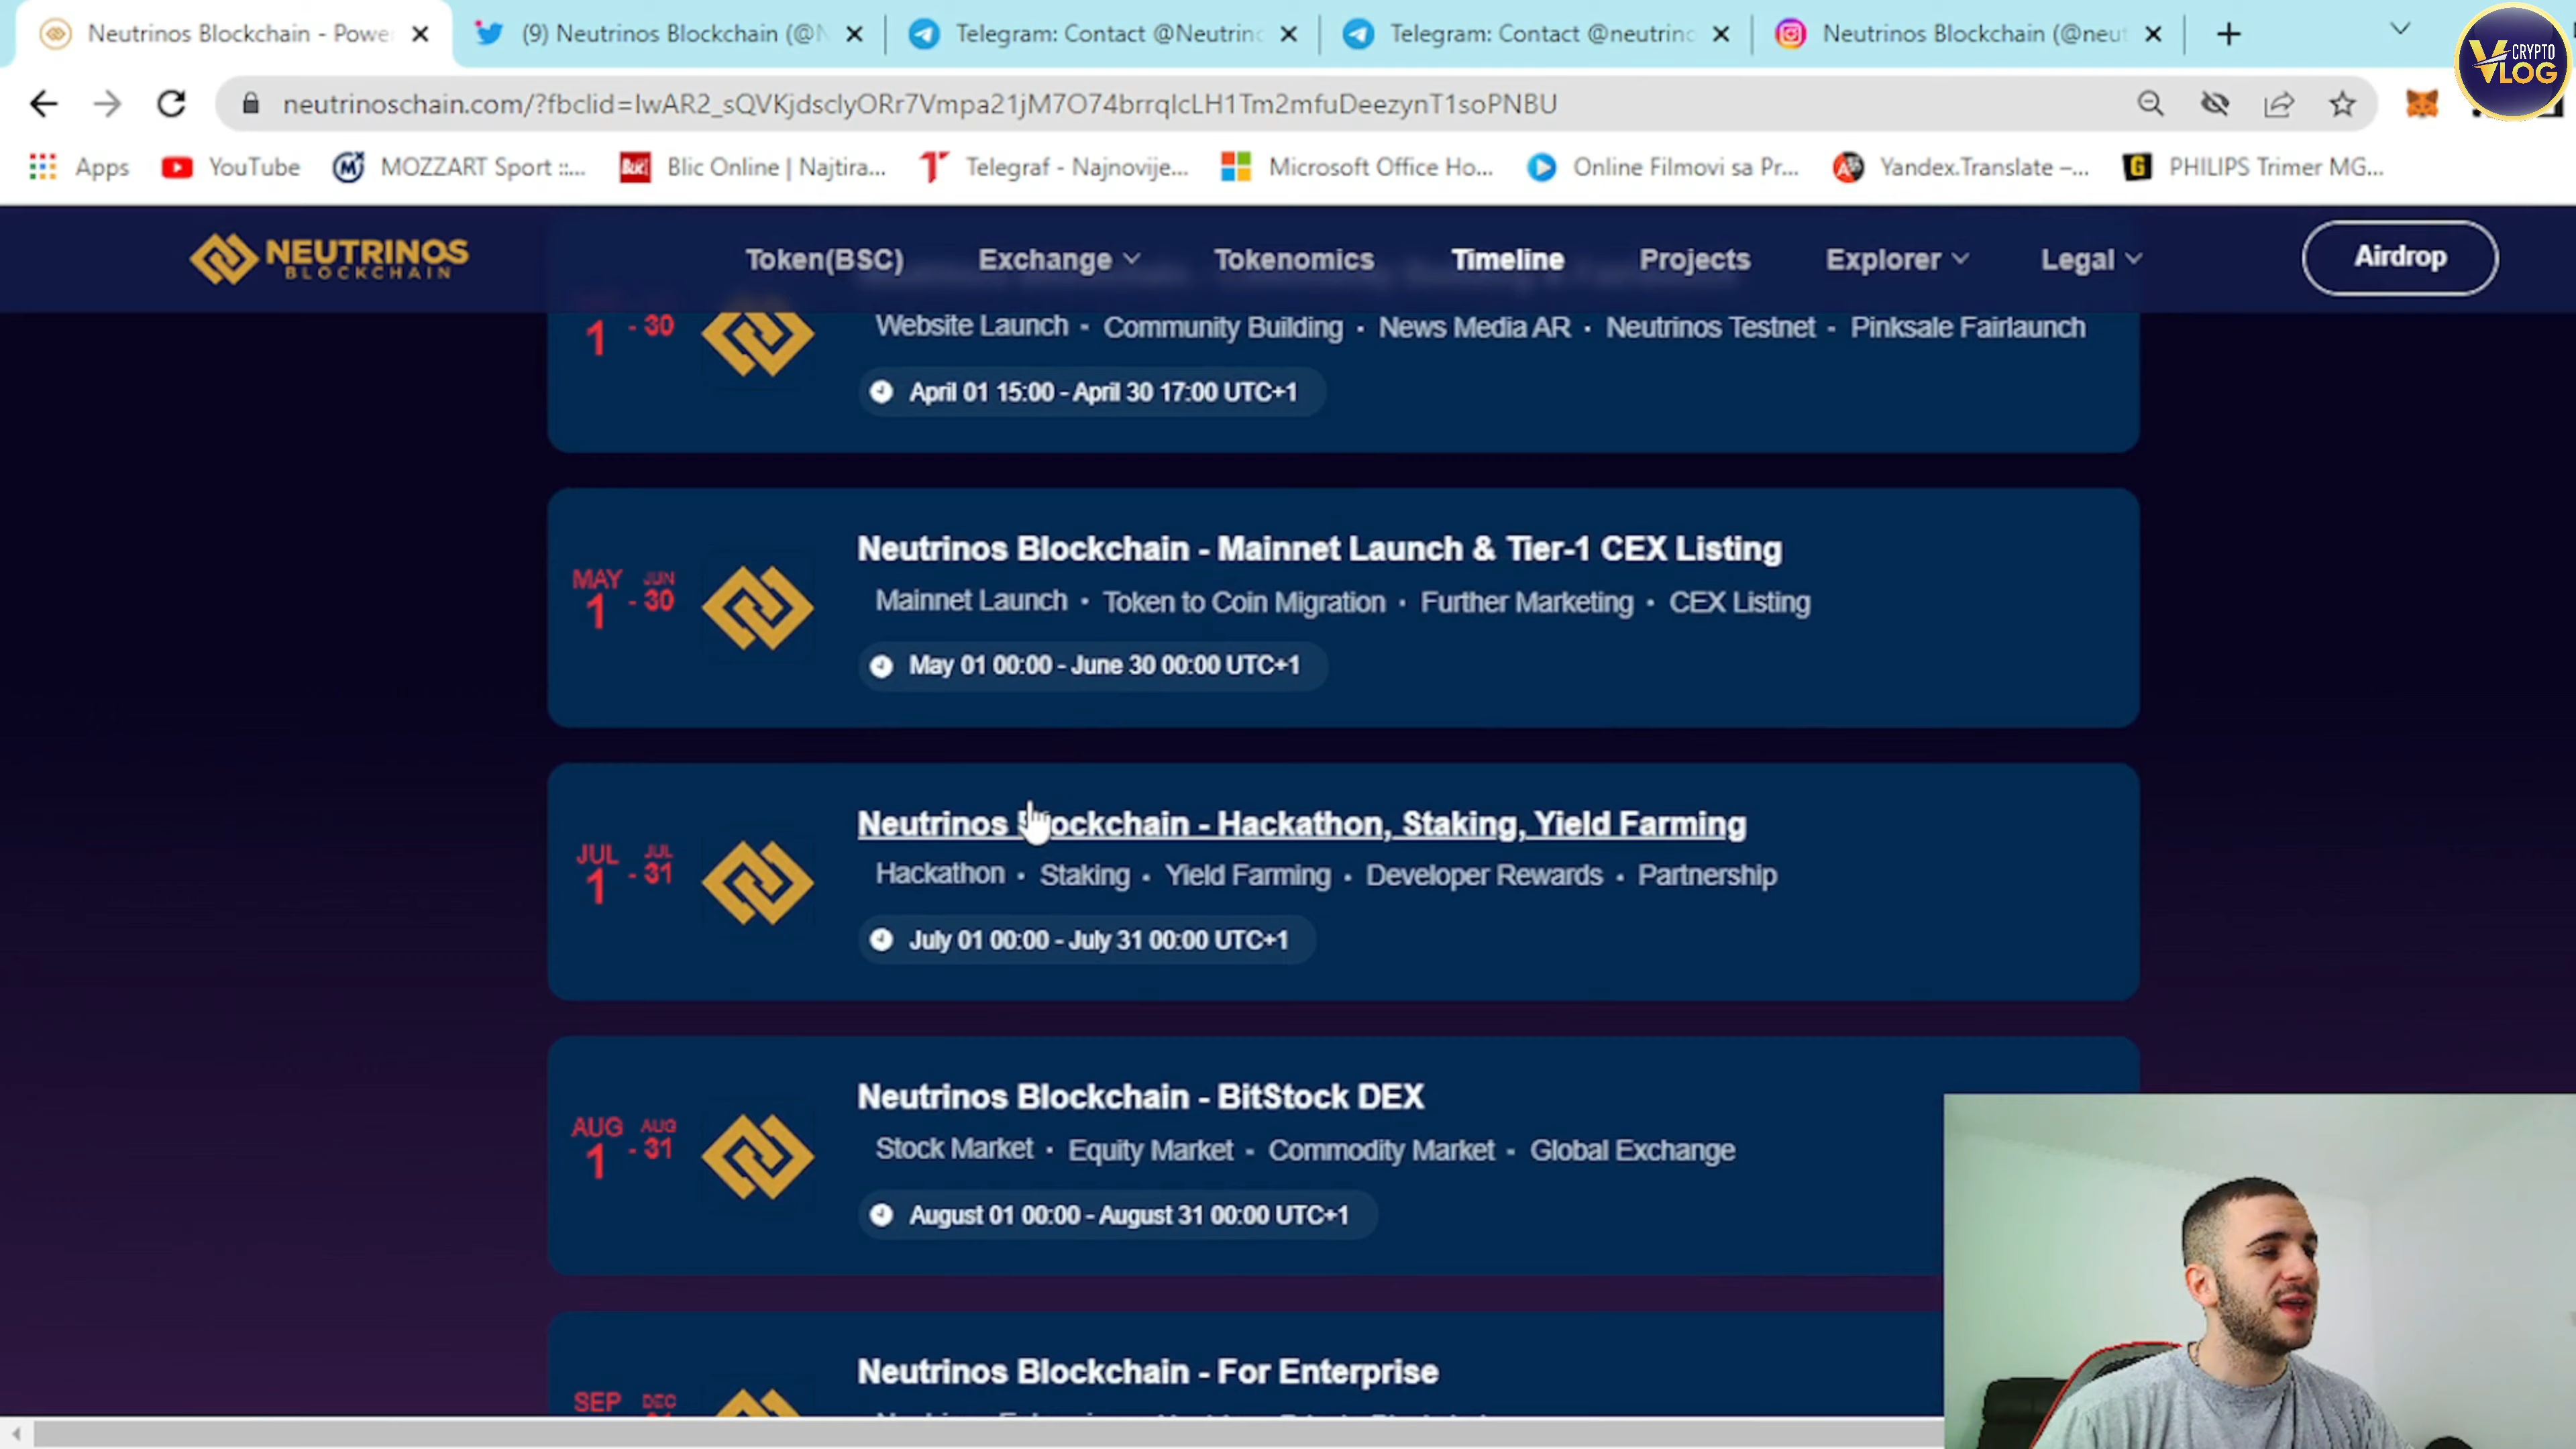 Neutrinos Blockchain - Powe
(9) Neutrinos Blockchain (@N
Telegram: Contact @Neutrino
Telegram: Contact @neutrino
Neutrinos Blockchain (@neut
V CRYPTO
VLOG
neutrinoschain.com/?fbclid=IwAR2_sQVKjdsclyORr7Vmpa21jM7O74brrqIcLH1Tm2mfuDeezynT1soPNBU
Apps
YouTube
MOZZART Sport ::...
Blic Online | Najtira...
Telegraf - Najnovije...
Microsoft Office Ho...
Online Filmovi sa Pr...
Yandex.Translate –...
PHILIPS Trimer MG...
NEUTRINOS
BLOCKCHAIN
Token(BSC)
Exchange
Tokenomics
Timeline
Projects
Explorer
Legal
Airdrop
1 - 30
Website Launch · Community Building · News Media AR · Neutrinos Testnet - Pinksale Fairlaunch
April 01 15:00 - April 30 17:00 UTC+1
MAY JUN
1 - 30
Neutrinos Blockchain - Mainnet Launch & Tier-1 CEX Listing
Mainnet Launch · Token to Coin Migration · Further Marketing · CEX Listing
May 01 00:00 - June 30 00:00 UTC+1
JUL JUL
1 - 31
Neutrinos Blockchain - Hackathon, Staking, Yield Farming
Hackathon · Staking · Yield Farming · Developer Rewards · Partnership
July 01 00:00 - July 31 00:00 UTC+1
AUG AUG
1 - 31
Neutrinos Blockchain - BitStock DEX
Stock Market · Equity Market - Commodity Market - Global Exchange
August 01 00:00 - August 31 00:00 UTC+1
SEP DEC
Neutrinos Blockchain - For Enterprise